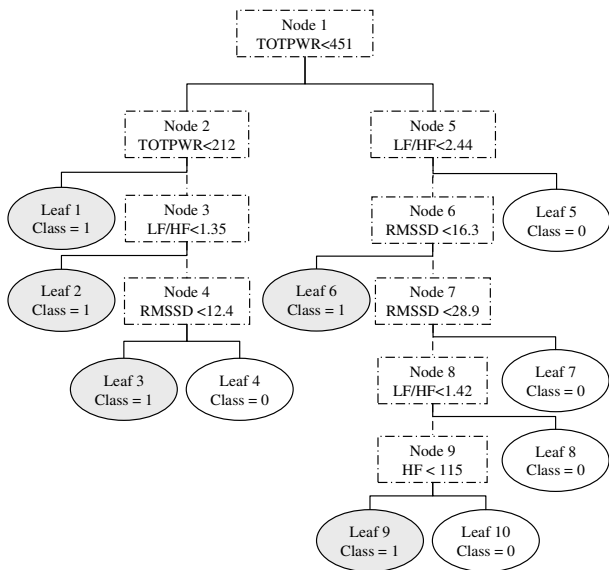 Node 1
TOTPWR<451
Node 2
TOTPWR<212
Node 5
LF/HF<2.44
Leaf 1
Class = 1
Node 3
LF/HF<1.35
Node 6
RMSSD <16.3
Leaf 5
Class = 0
Leaf 2
Class = 1
Node 4
RMSSD <12.4
Leaf 6
Class = 1
Node 7
RMSSD <28.9
Leaf 3
Class = 1
Leaf 4
Class = 0
Node 8
LF/HF<1.42
Leaf 7
Class = 0
Node 9
HF < 115
Leaf 8
Class = 0
Leaf 9
Class = 1
Leaf 10
Class = 0